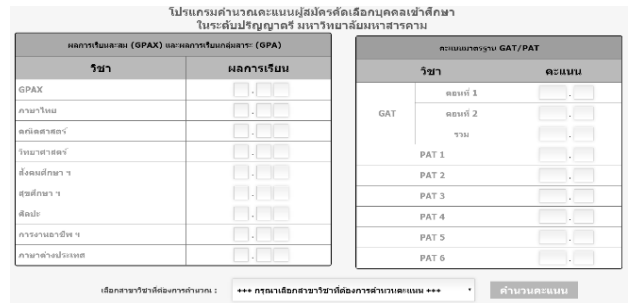 โปรแกรมคำนวณคะแนนผู้สมัครคัดเลือกบุคคลเข้าศึกษา
ในระดับปริญญาตรี มหาวิทยาลัยมหาสารคาม
ผลการเรียนสะสม (GPAX) และผลการเรียนกลุ่มสาระ (GPA)
วิชา ผลการเรียน
GPAX .
ภาษาไทย .
คณิตศาสตร์ .
วิทยาศาสตร์ .
สังคมศึกษา ฯ .
สุขศึกษา ฯ .
ศิลปะ .
การงานอาชีพ ฯ .
ภาษาต่างประเทศ .
คะแนนมาตรฐาน GAT/PAT
วิชา คะแนน
GAT ตอนที่ 1 .
ตอนที่ 2 .
รวม .
PAT 1 .
PAT 2 .
PAT 3 .
PAT 4 .
PAT 5 .
PAT 6 .
เลือกสาขาวิชาที่ต้องการคำนวณ : +++ กรุณาเลือกสาขาวิชาที่ต้องการคำนวนคะแนน +++ คำนวนคะแนน